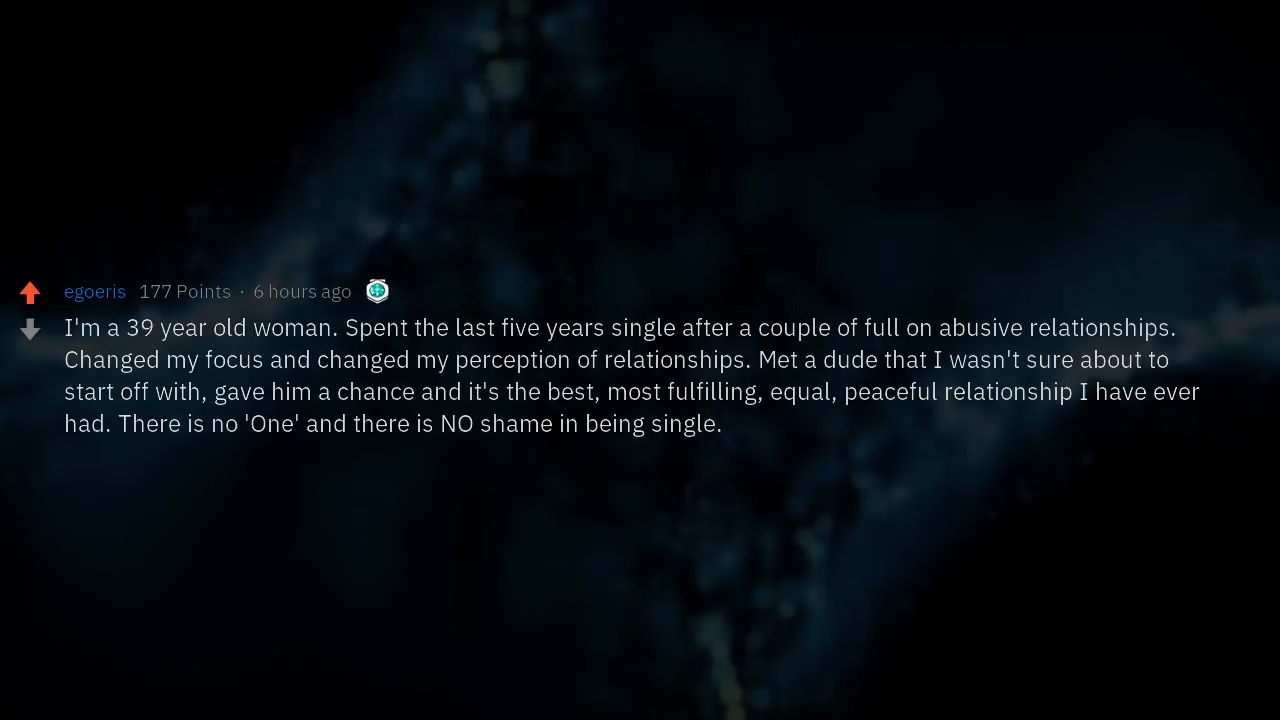 egoeris 177 Points · 6 hours ago
I'm a 39 year old woman. Spent the last five years single after a couple of full on abusive relationships.
Changed my focus and changed my perception of relationships. Met a dude that I wasn't sure about to
start off with, gave him a chance and it's the best, most fulfilling, equal, peaceful relationship I have ever
had. There is no 'One' and there is NO shame in being single.